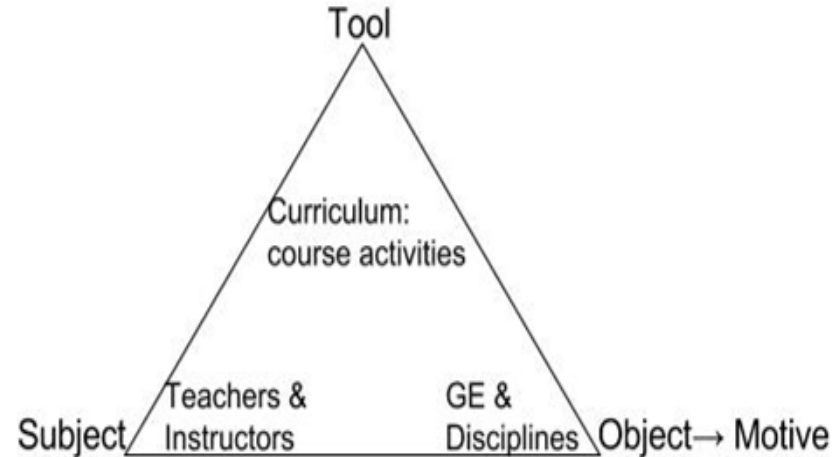 Tool
Curriculum:
course activities
Teachers &
Instructors
GE &
Disciplines
Subject
Object→ Motive